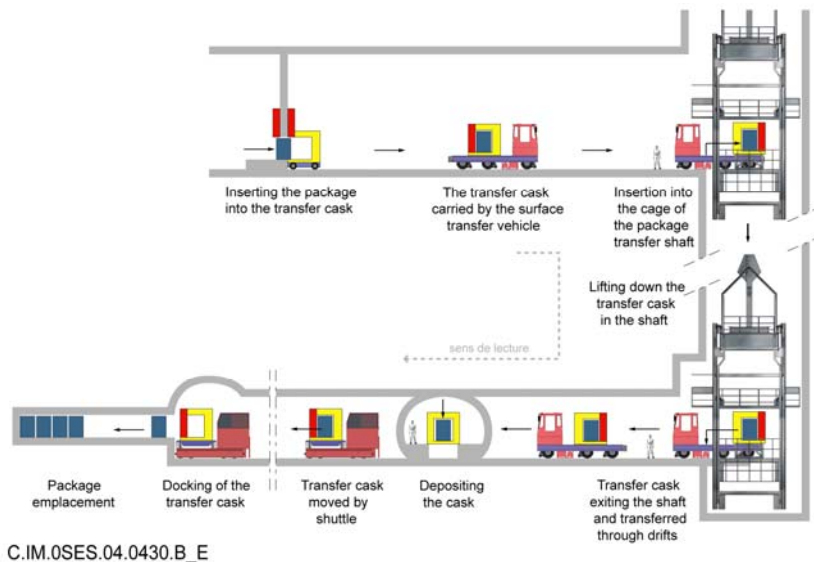 Inserting the package
into the transfer cask
The transfer cask
carried by the surface
transfer vehicle
Insertion into
the cage of
the package
transfer shaft
Lifting down the
transfer cask
in the shaft
sens de lecture
Transfer cask
exiting the shaft
and transferred
through drifts
Depositing
the cask
Transfer cask
moved by
shuttle
Docking of the
transfer cask
Package
emplacement
C.IM.0SES.04.0430.B_E